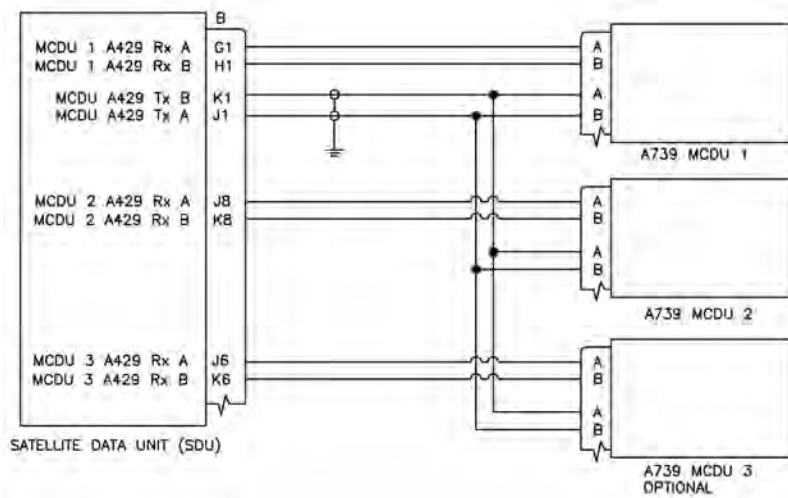 B
MCDU 1 A429 Rx A G1 A
MCDU 1 A429 Rx B H1 B
MCDU A429 Tx B K1 A
MCDU A429 Tx A J1 B
A739 MCDU 1
MCDU 2 A429 Rx A J8 A
MCDU 2 A429 Rx B K8 B
A
B
A739 MCDU 2
MCDU 3 A429 Rx A J6 A
MCDU 3 A429 Rx B K6 B
A
B
SATELLITE DATA UNIT (SDU)
A739 MCDU 3
OPTIONAL